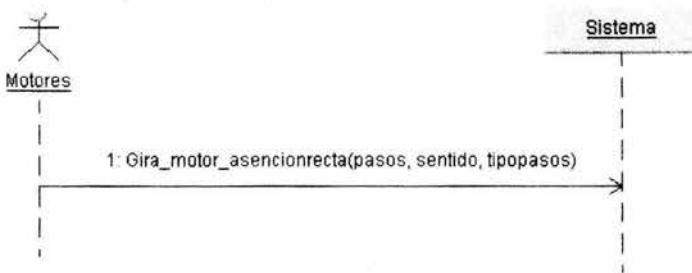 Sistema
Motores
1: Gira_motor_asencionrecta(pasos, sentido, tipopasos)